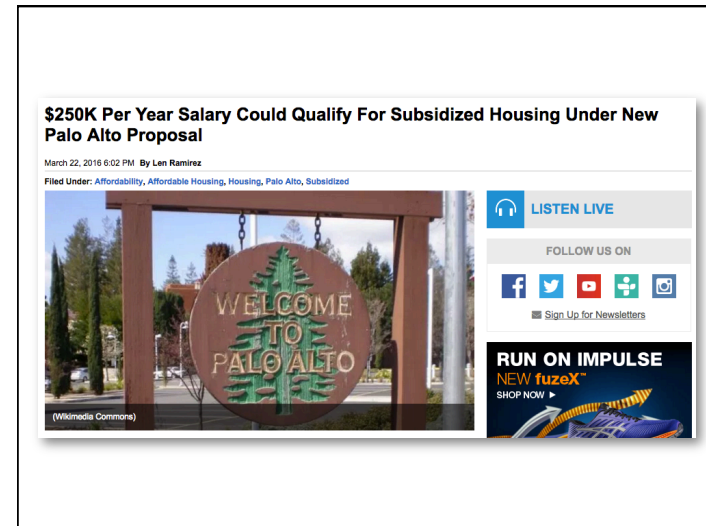 $250K Per Year Salary Could Qualify For Subsidized Housing Under New
Palo Alto Proposal
March 22, 2016 6:02 PM By Len Ramirez
Filed Under: Affordability, Affordable Housing, Housing, Palo Alto, Subsidized
WELCOME
TO
PALO ALTO
(Wikimedia Commons)
LISTEN LIVE
FOLLOW US ON
Sign Up for Newsletters
RUN ON IMPULSE
NEW fuzeX™
SHOP NOW